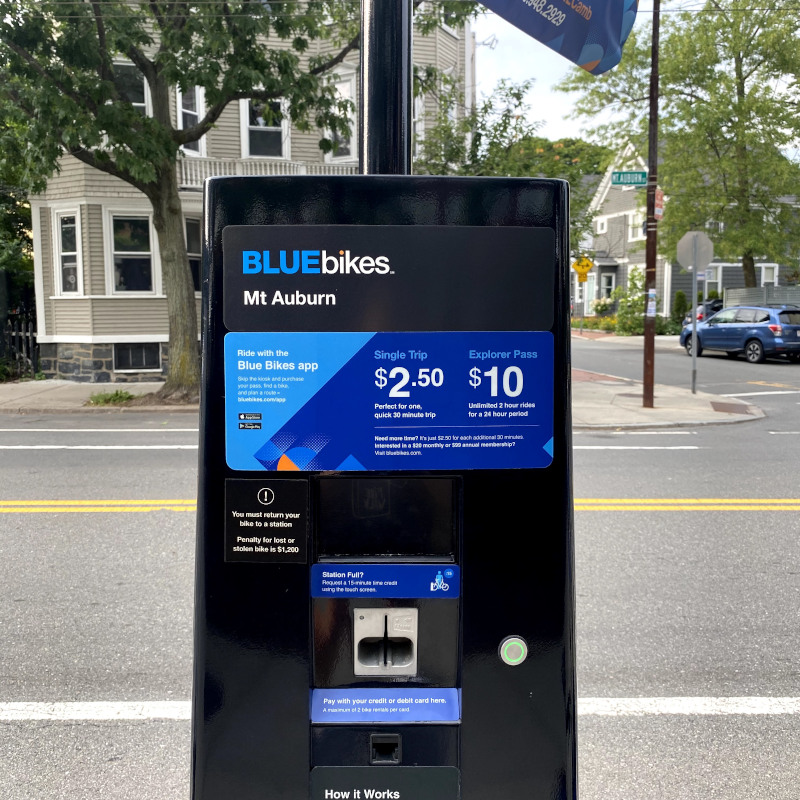 948.2929
MT. AUBURN
BLUEbikes
Mt Auburn
Ride with the
Blue Bikes app
Skip the kiosk and purchase
your pass, find a bike,
and plan a route –
bluebikes.com/app
App Store
Google Play
Single Trip
$2.50
Perfect for one,
quick 30 minute trip
Explorer Pass
$10
Unlimited 2 hour rides
for a 24 hour period
Need more time? It's just $2.50 for each additional 30 minutes.
Interested in a $20 monthly or $99 annual membership?
Visit bluebikes.com.
You must return your
bike to a station
Penalty for lost or
stolen bike is $1,200
Station Full?
Request a 15-minute time credit
using the touch screen.
Pay with your credit or debit card here.
A maximum of 2 bike rentals per card.
How it Works